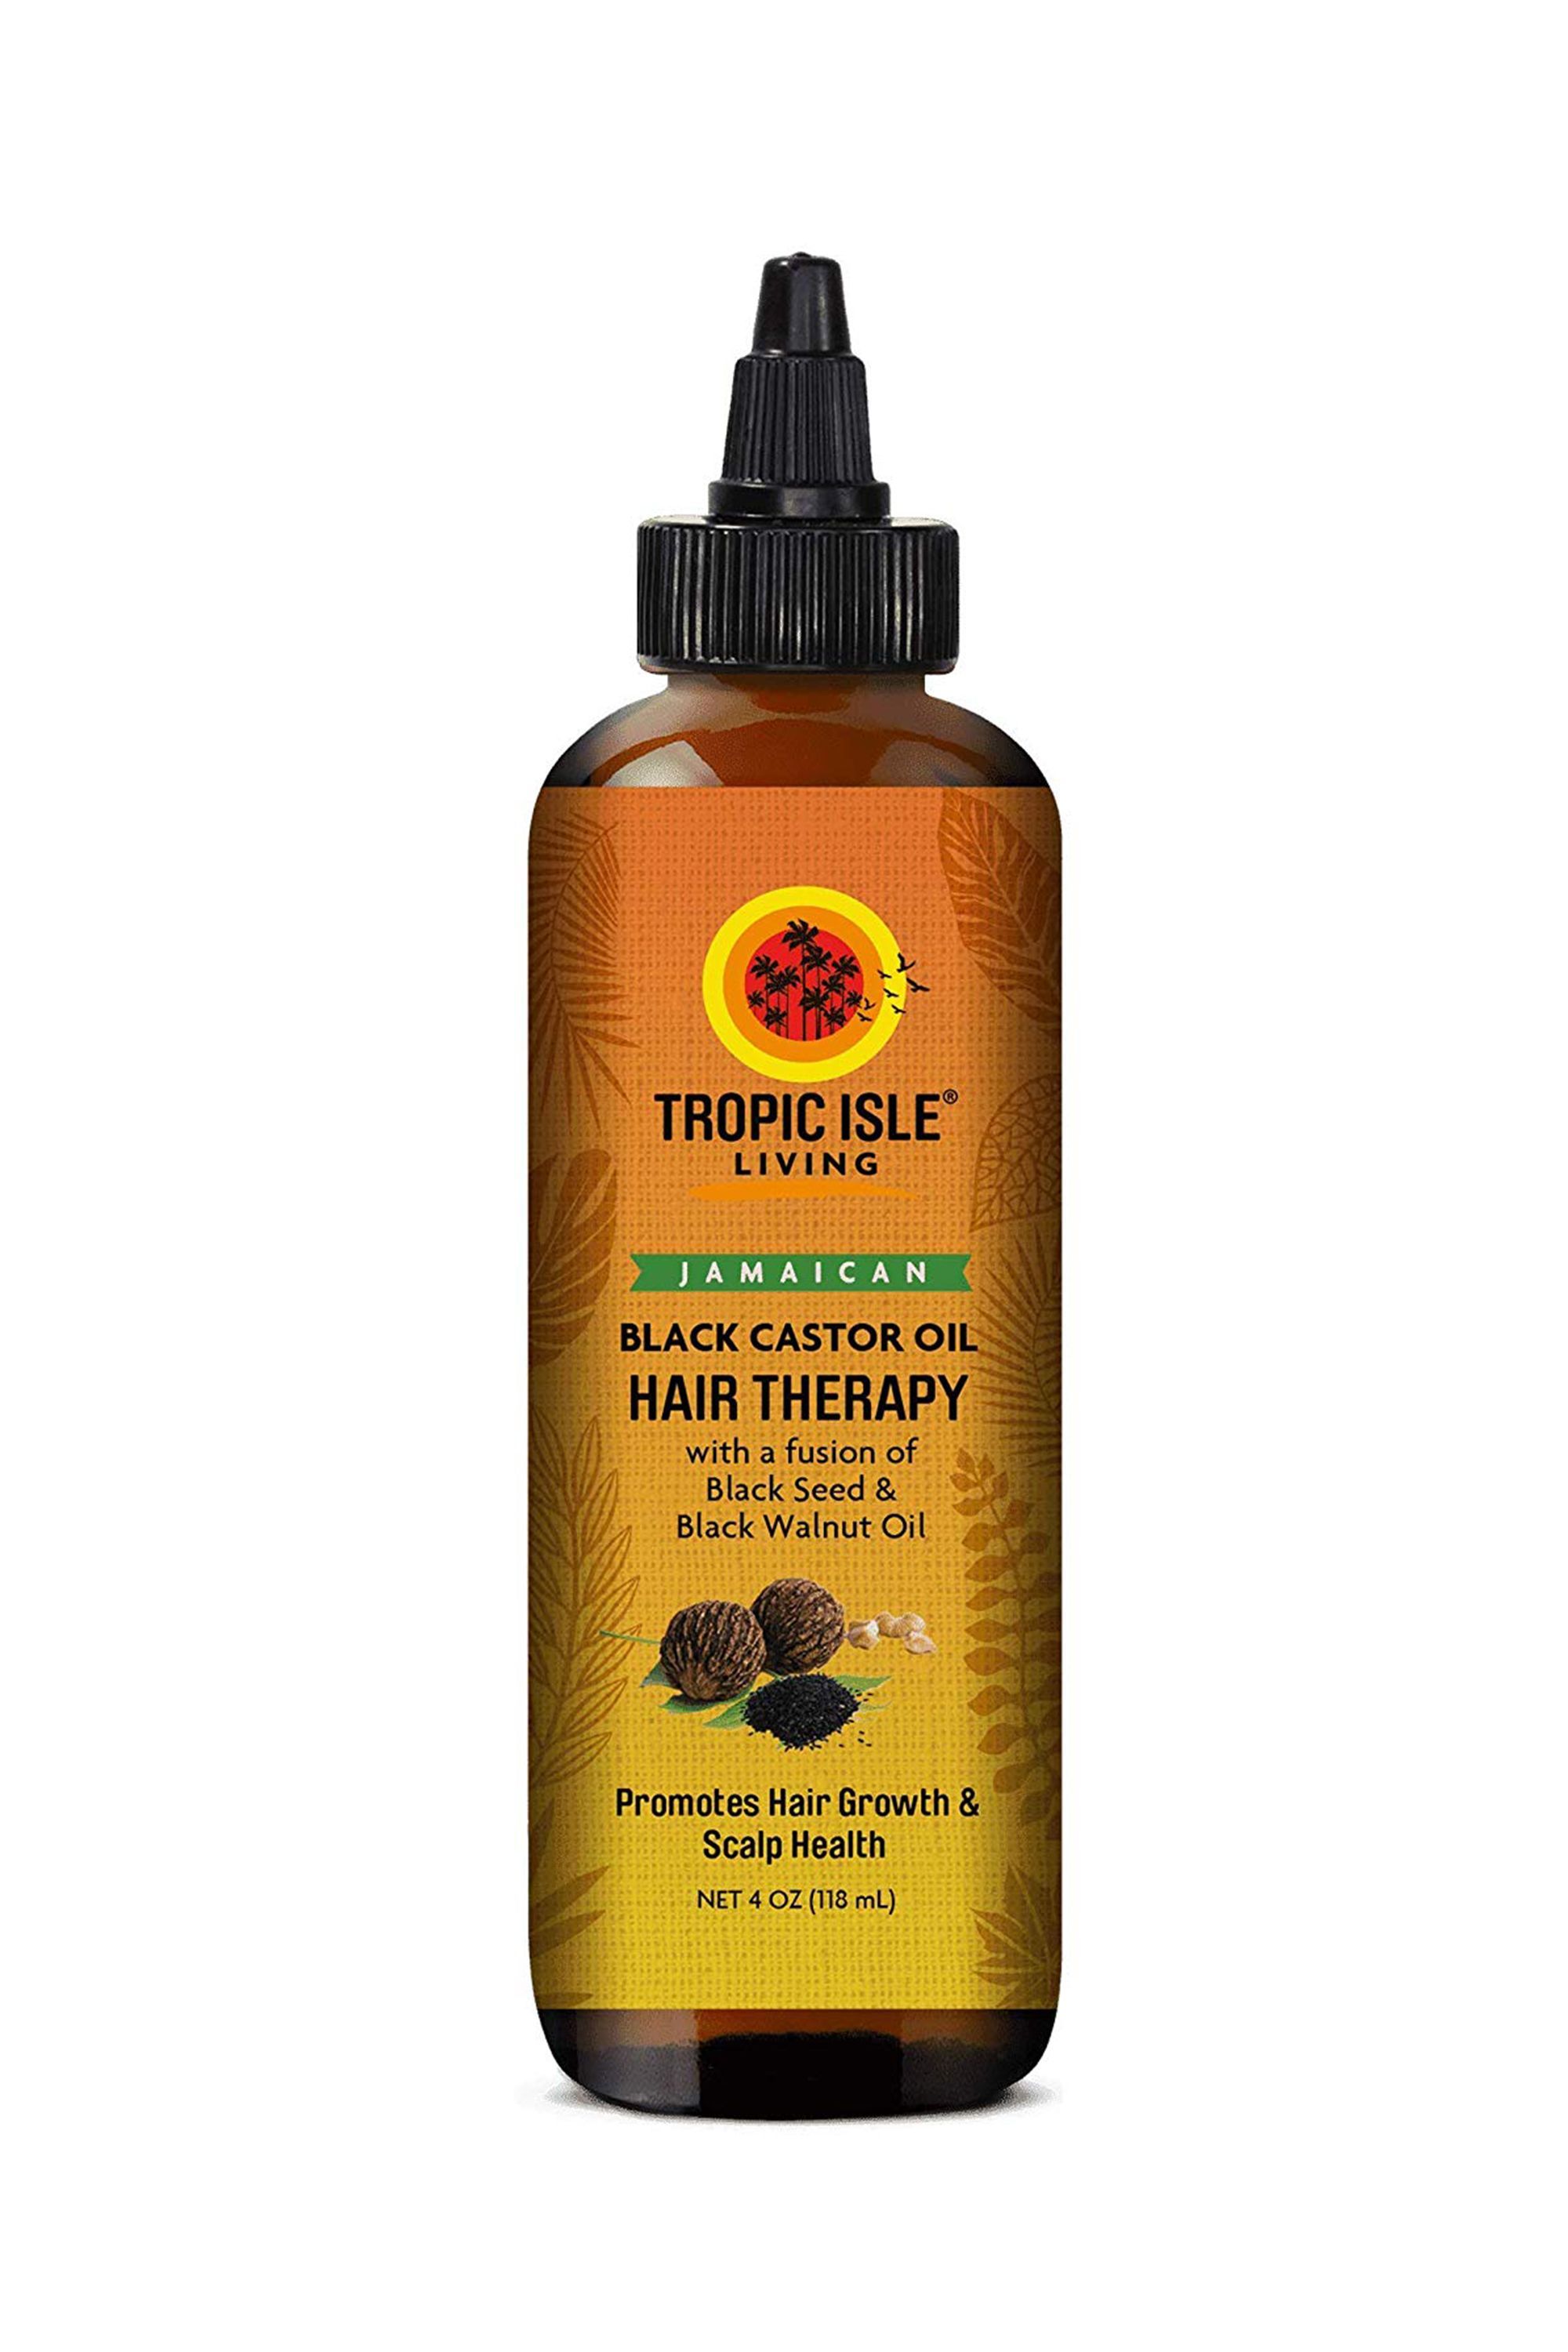 TROPIC ISLE®
LIVING
JAMAICAN
BLACK CASTOR OIL
HAIR THERAPY
with a fusion of
Black Seed &
Black Walnut Oil
Promotes Hair Growth &
Scalp Health
NET 4 OZ (118 mL)